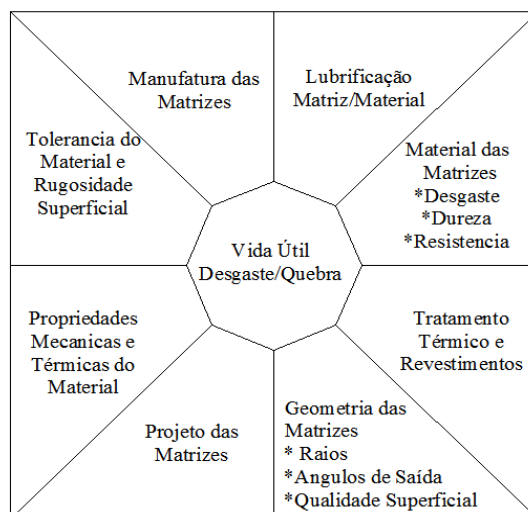 Manufatura das
Matrizes
Lubrificação
Matriz/Material
Tolerancia do
Material e
Rugosidade
Superficial
Material das
Matrizes
*Desgaste
*Dureza
*Resistencia
Vida Útil
Desgaste/Quebra
Propriedades
Mecanicas e
Térmicas do
Material
Tratamento
Térmico e
Revestimentos
Projeto das
Matrizes
Geometria das
Matrizes
* Raios
*Angulos de Saída
*Qualidade Superficial